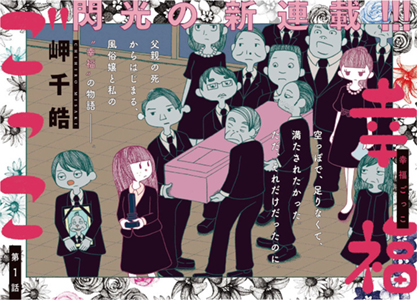 閃光の新連載!!!
幸福
幸福ごっこ
ごっこ
岬千皓
第1話
空っぽで、足りなくて、
満たされたかった。
ただ、それだけだったのに
父親の死
からはじまる、
風俗嬢と私の
“幸福”の物語――。